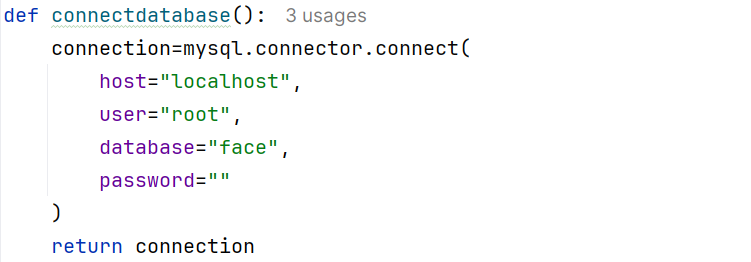 def connectdatabase(): 3 usages
    connection=mysql.connector.connect(
        host="localhost",
        user="root",
        database="face",
        password=""
    )
    return connection